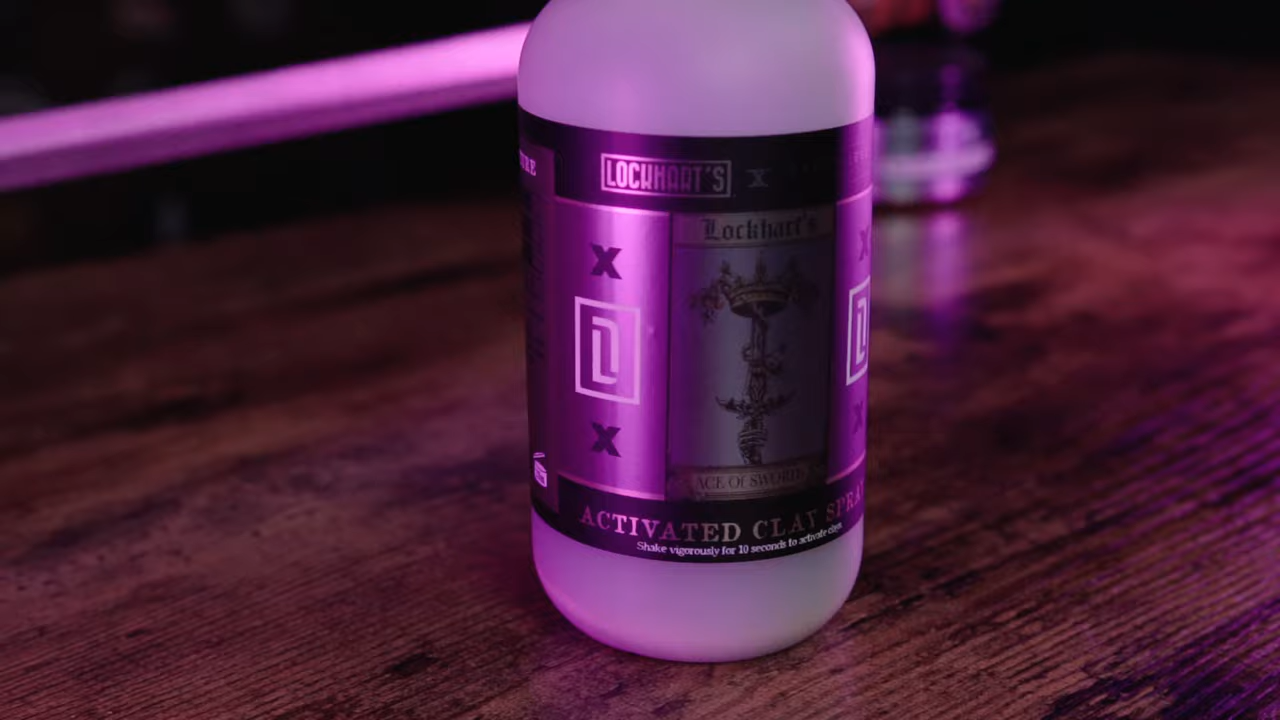 LOCKHART'S X
Lockhart's
X
X
ACE OF SWORDS
ACTIVATED CLAY SPRAY
Shake vigorously for 10 seconds to activate clays.